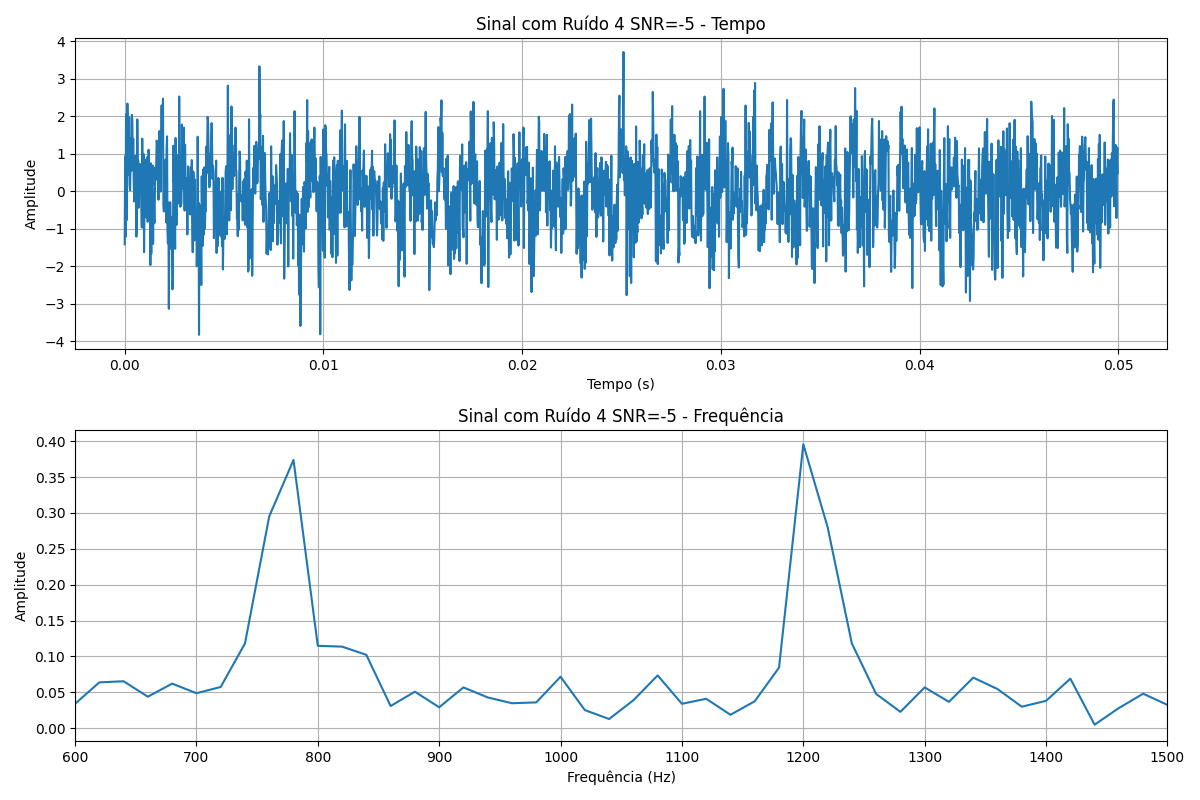 Sinal com Ruído 4 SNR=-5 - Tempo
4
3
2
1
0
−1
−2
−3
−4
Amplitude
0.00 0.01 0.02 0.03 0.04 0.05
Tempo (s)
Sinal com Ruído 4 SNR=-5 - Frequência
0.40
0.35
0.30
0.25
0.20
0.15
0.10
0.05
0.00
Amplitude
600 700 800 900 1000 1100 1200 1300 1400 1500
Frequência (Hz)